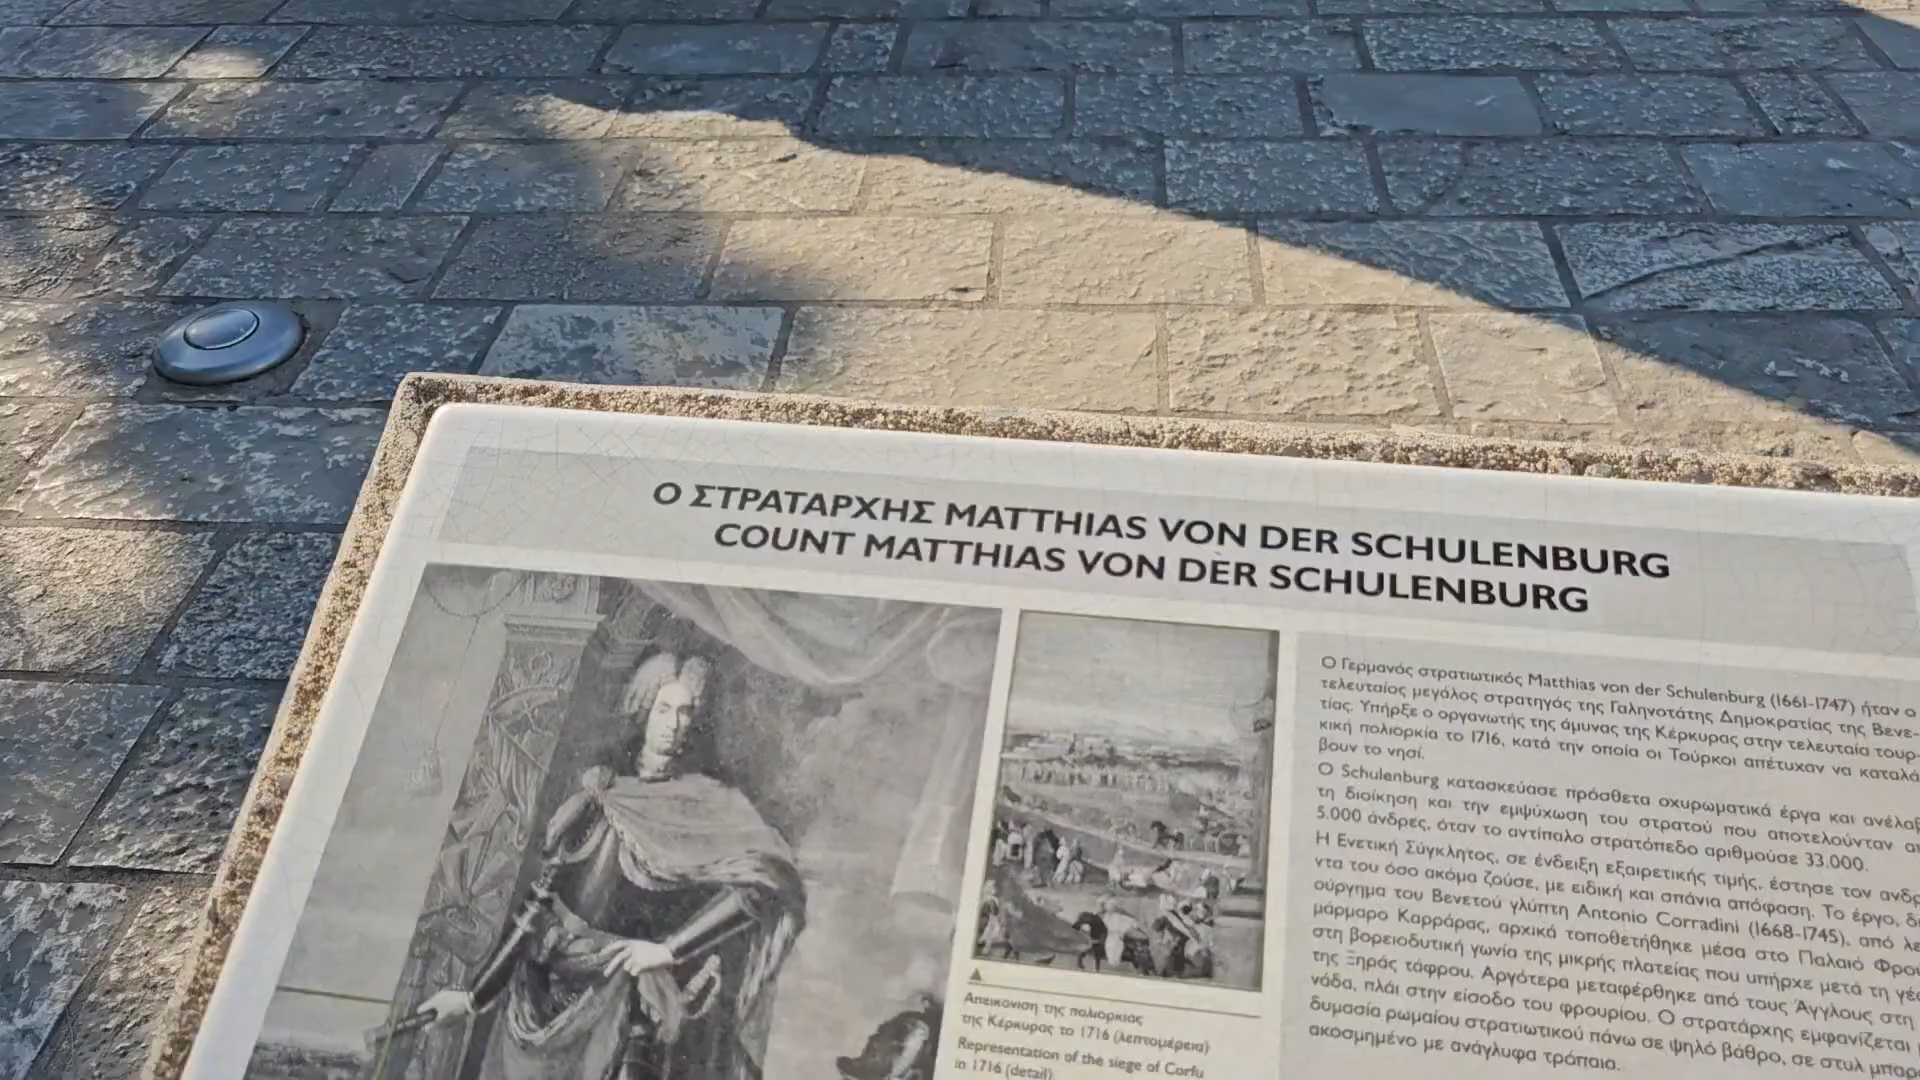 Ο ΣΤΡΑΤΑΡΧΗΣ MATTHIAS VON DER SCHULENBURG
COUNT MATTHIAS VON DER SCHULENBURG
Ο Γερμανός στρατιωτικός Matthias von der Schulenburg (1661-1747) ήταν ο
τελευταίος μεγάλος στρατηγός της Γαληνοτάτης Δημοκρατίας της Βενε-
τίας. Υπήρξε ο οργανωτής της άμυνας της Κέρκυρας στην τελευταία τουρ-
κική πολιορκία το 1716, κατά την οποία οι Τούρκοι απέτυχαν να καταλά
βουν το νησί.
Ο Schulenburg κατασκεύασε πρόσθετα οχυρωματικά έργα και
τη διοίκηση και την εμψύχωση του στρατού που αποτελούνταν
5.000 άνδρες, όταν το αντίπαλο στρατόπεδο αριθμούσε 33.000.
Η Ενετική Σύγκλητος, σε ένδειξη εξαιρετικής τιμής, έστησε τον
ντα του όσο ακόμα ζούσε, με ειδική και σπάνια απόφαση. Το έργο,
ούργημα του Βενετού γλύπτη Antonio Corradini (1668-1745), από
μάρμαρο Καρράρας, αρχικά τοποθετήθηκε μέσα στο Παλαιό
στη βορειοδυτική γωνία της μικρής πλατείας που υπήρχε μετά τη
της Ξηράς τάφρου. Αργότερα μεταφέρθηκε από τους Άγγλους στη
νάδα, πλάι στην είσοδο του φρουρίου. Ο στρατάρχης εμφανίζεται
δυμασία ρωμαίου στρατιωτικού πάνω σε ψηλό βάθρο, σε στυλ
ακοσμημένο με ανάγλυφα τρόπαια.
Απεικόνιση της πολιορκίας
της Κέρκυρας το 1716 (λεπτομέρεια)
Representation of the siege of Corfu
in 1716 (detail)